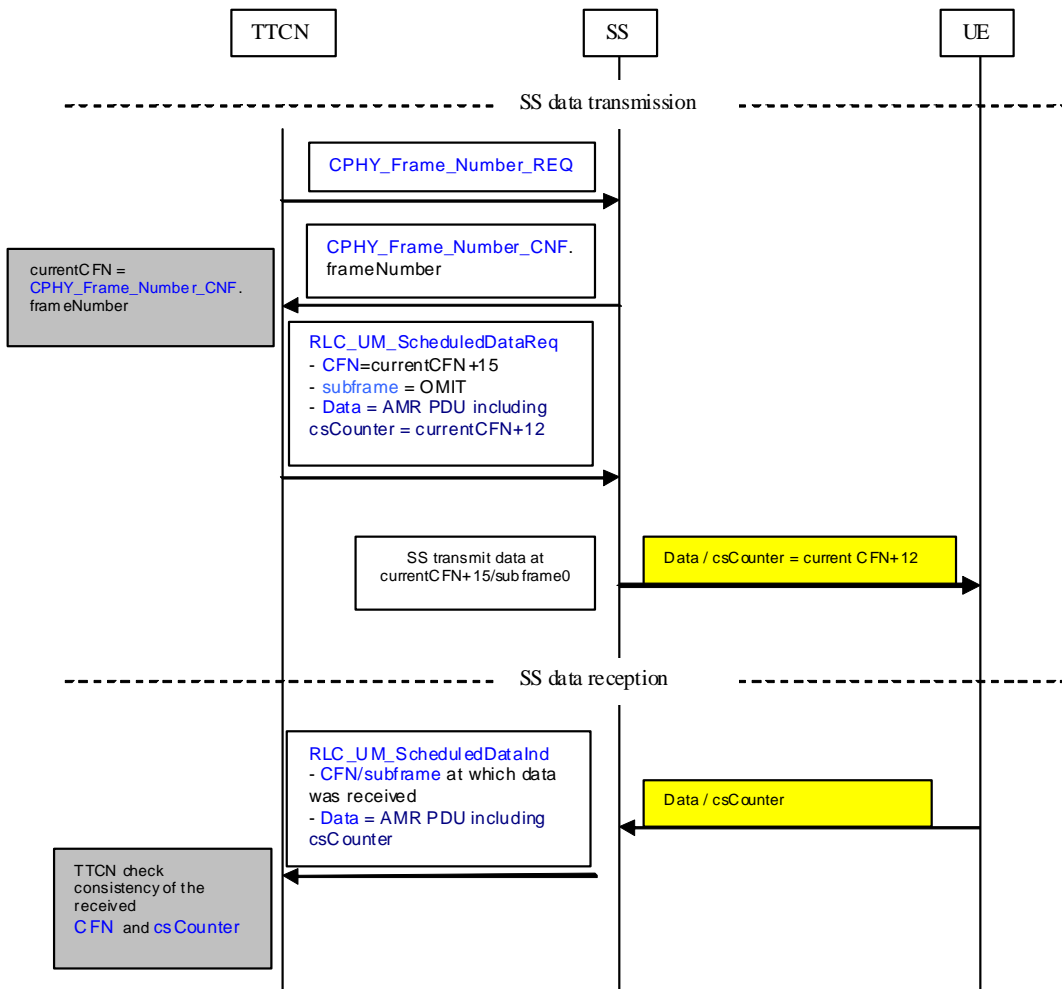 TTCN
SS
UE
SS data transmission
CPHY_Frame_Number_REQ
CPHY_Frame_Number_CNF.
frameNumber
currentCFN =
CPHY_Frame_Number_CNF.
frameNumber
RLC_UM_ScheduledDataReq
- CFN=currentCFN+15
- subframe = OMIT
- Data = AMR PDU including
csCounter = currentCFN+12
SS transmit data at
currentCFN+15/subframe0
Data / csCounter = current CFN+12
SS data reception
RLC_UM_ScheduledDataInd
- CFN/subframe at which data
was received
- Data = AMR PDU including
csCounter
Data / csCounter
TTCN check
consistency of the
received
CFN and csCounter